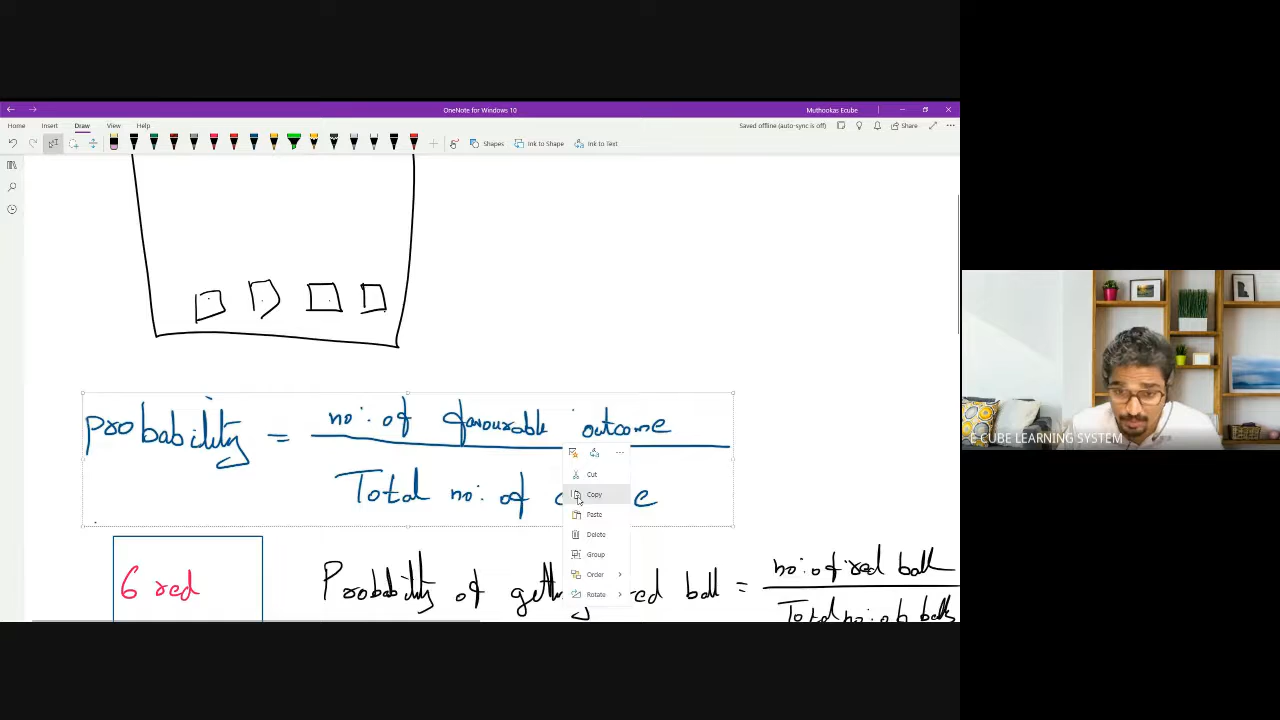 OneNote for Windows 10
Muthookas Ecube
Home Insert Draw View Help
Saved offline (auto-sync is off)
Share
Shapes
Ink to Shape
Ink to Text
Probability = no: of favourable outcome
Total no: of
Cut
Copy
Paste
Delete
Group
Order
Rotate
6 red
Probability of red ball = no: of red ball
Total no: of balls
E CUBE LEARNING SYSTEM